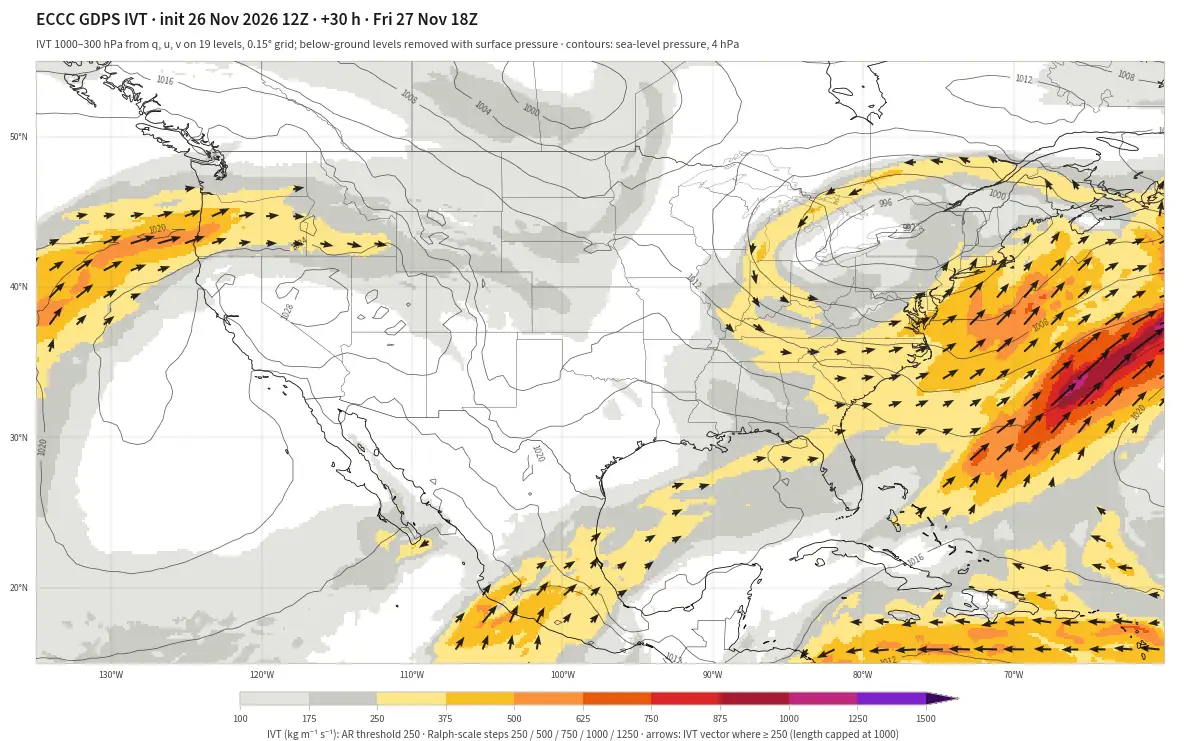 ECCC GDPS IVT · init 26 Nov 2026 12Z · +30 h · Fri 27 Nov 18Z
IVT 1000–300 hPa from q, u, v on 19 levels, 0.15° grid; below-ground levels removed with surface pressure · contours: sea-level pressure, 4 hPa
1016
1008
1004
1000
1012
1008
50°N
996
1000
992
1020
1012
40°N
1028
1008
1020
1020
1020
30°N
1016
20°N
1012
1012
130°W
120°W
110°W
100°W
90°W
80°W
70°W
100
175
250
375
500
625
750
875
1000
1250
1500
IVT (kg m⁻¹ s⁻¹): AR threshold 250 · Ralph-scale steps 250 / 500 / 750 / 1000 / 1250 · arrows: IVT vector where ≥ 250 (length capped at 1000)